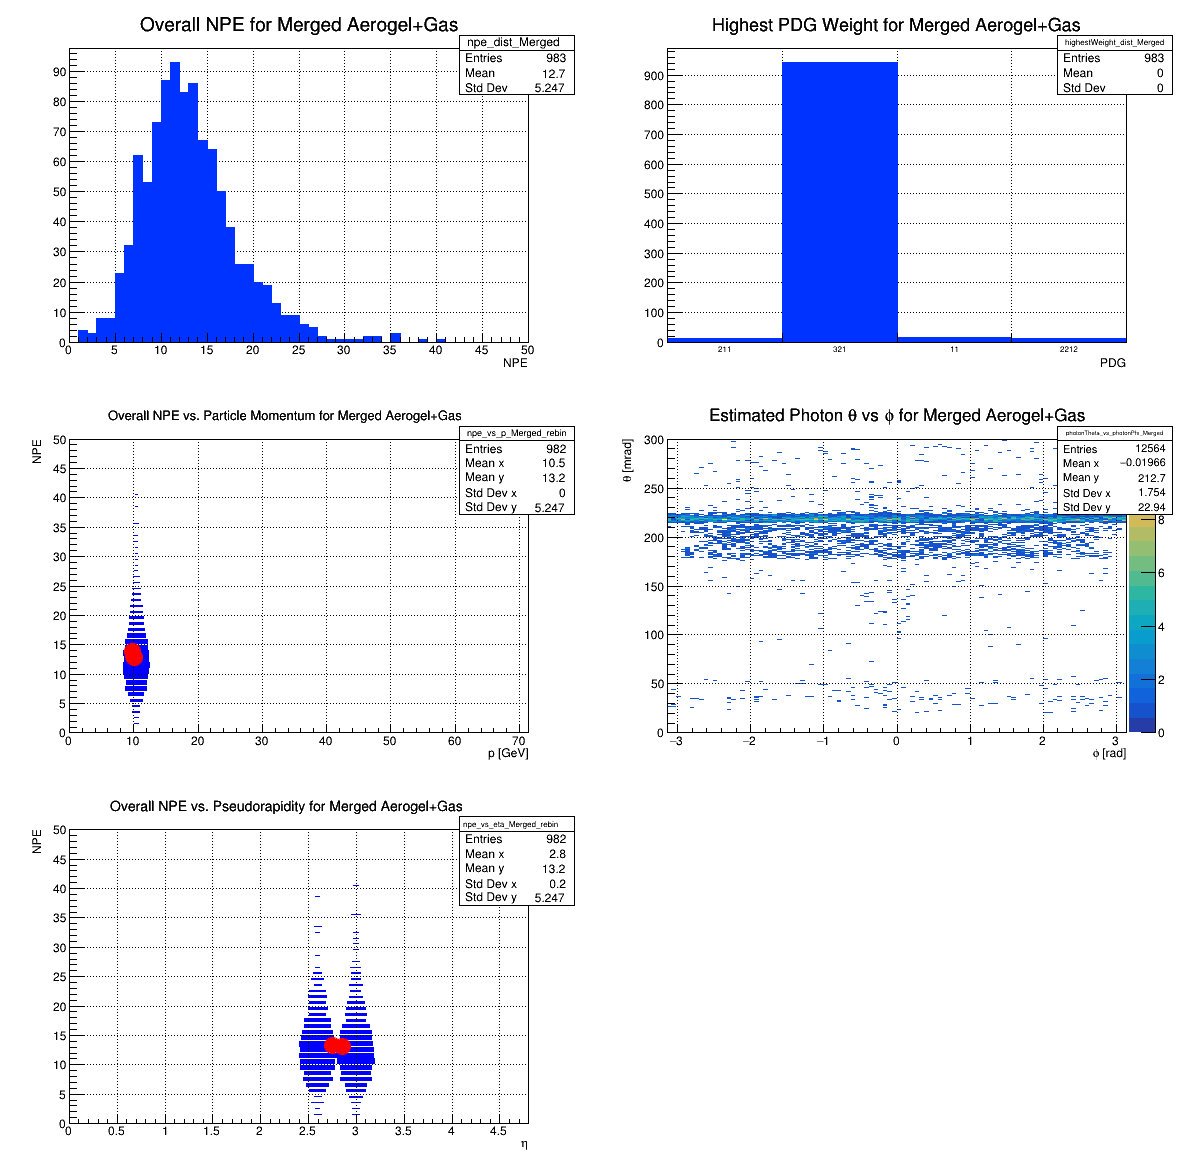 Overall NPE for Merged Aerogel+Gas
npe_dist_Merged
Entries 983
Mean 12.7
Std Dev 5.247
90
80
70
60
50
40
30
20
10
0
0 5 10 15 20 25 30 35 40 45 50
NPE
Highest PDG Weight for Merged Aerogel+Gas
highestWeight_dist_Merged
Entries 983
Mean 0
Std Dev 0
900
800
700
600
500
400
300
200
100
0
211 321 11 2212
PDG
Overall NPE vs. Particle Momentum for Merged Aerogel+Gas
NPE
npe_vs_p_Merged_rebin
Entries 982
Mean x 10.5
Mean y 13.2
Std Dev x 0
Std Dev y 5.247
50
45
40
35
30
25
20
15
10
5
0
0 10 20 30 40 50 60 70
p [GeV]
Estimated Photon θ vs ϕ for Merged Aerogel+Gas
θ [mrad]
photonTheta_vs_photonPhi_Merged
Entries 12564
Mean x −0.01966
Mean y 212.7
Std Dev x 1.754
Std Dev y 22.94
300
250
200
150
100
50
0
−3 −2 −1 0 1 2 3
ϕ [rad]
8
6
4
2
0
Overall NPE vs. Pseudorapidity for Merged Aerogel+Gas
NPE
npe_vs_eta_Merged_rebin
Entries 982
Mean x 2.8
Mean y 13.2
Std Dev x 0.2
Std Dev y 5.247
50
45
40
35
30
25
20
15
10
5
0
0 0.5 1 1.5 2 2.5 3 3.5 4 4.5
η